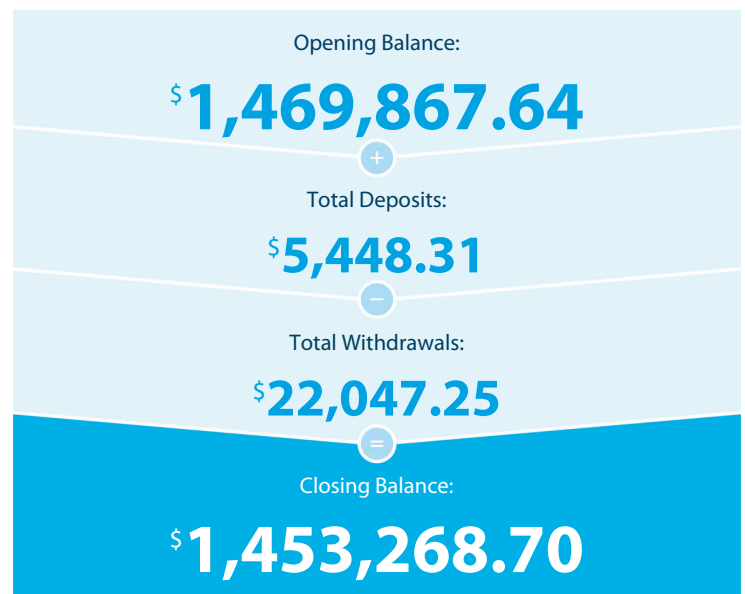 Opening Balance:
$1,469,867.64
+
Total Deposits:
$5,448.31
−
Total Withdrawals:
$22,047.25
=
Closing Balance:
$1,453,268.70